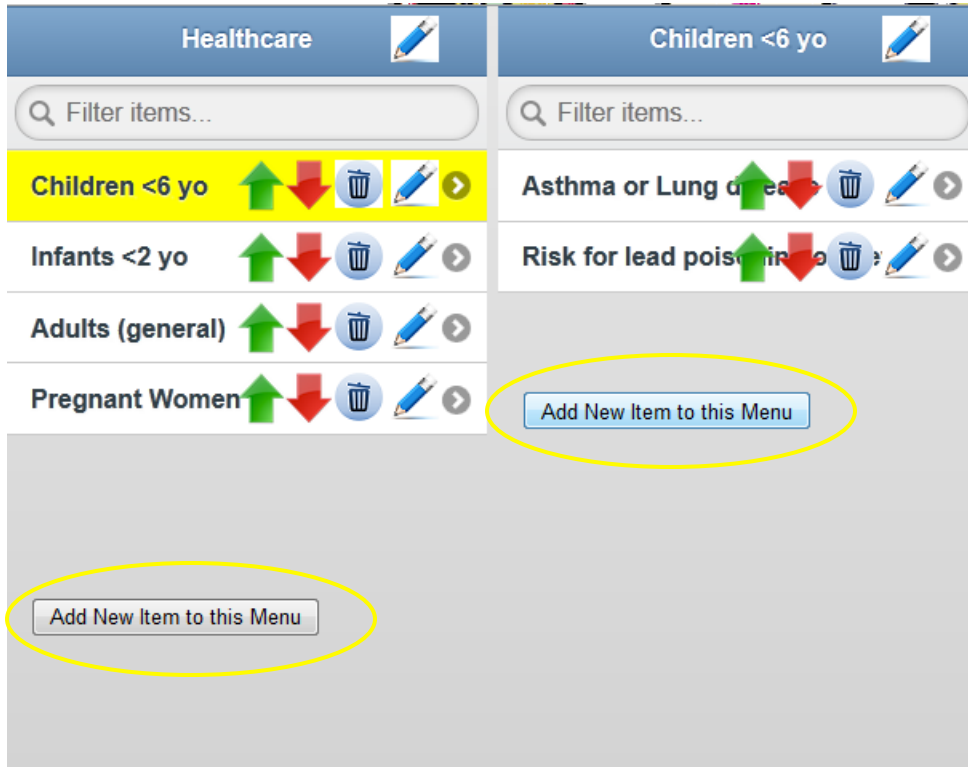 Healthcare
Filter items...
Children <6 yo
Infants <2 yo
Adults (general)
Pregnant Women
Add New Item to this Menu
Children <6 yo
Filter items...
Asthma or Lung
Risk for lead
Add New Item to this Menu